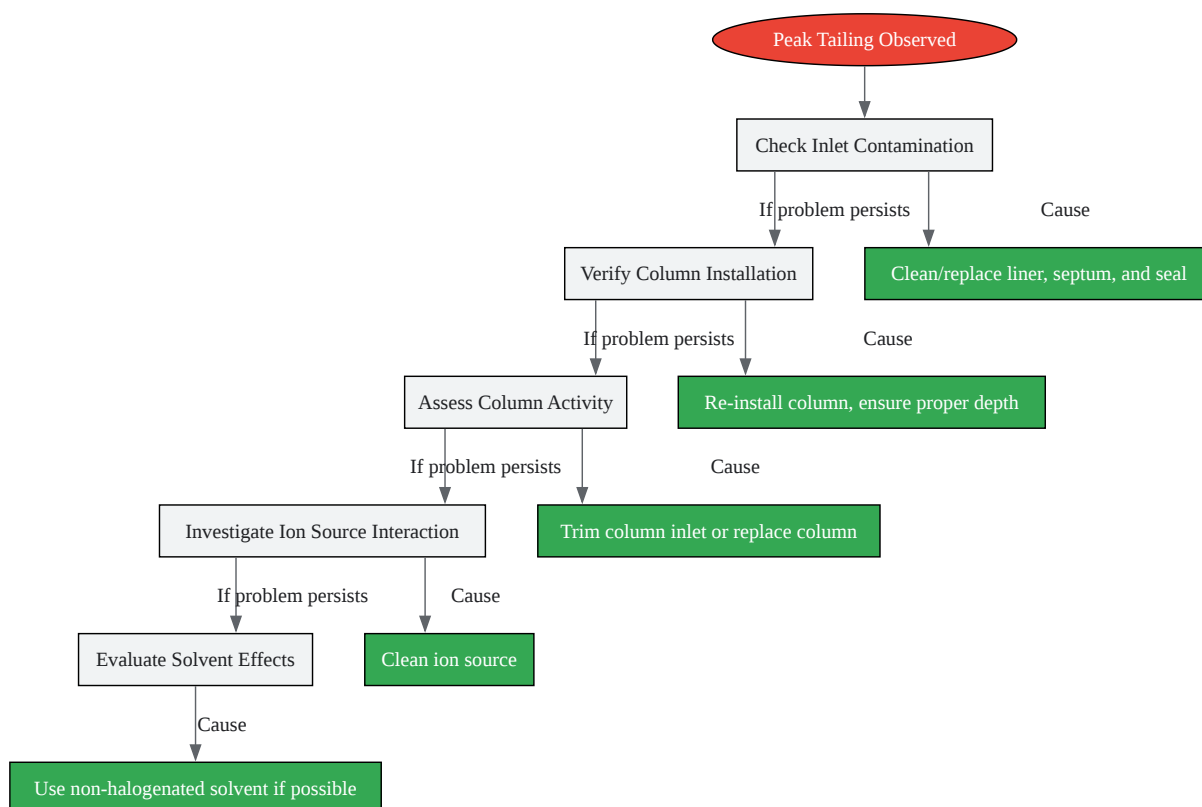 Peak Tailing Observed
Check Inlet Contamination
If problem persists
Cause
Verify Column Installation
Clean/replace liner, septum, and seal
If problem persists
Cause
Assess Column Activity
Re-install column, ensure proper depth
If problem persists
Cause
Investigate Ion Source Interaction
Trim column inlet or replace column
If problem persists
Cause
Evaluate Solvent Effects
Clean ion source
Cause
Use non-halogenated solvent if possible